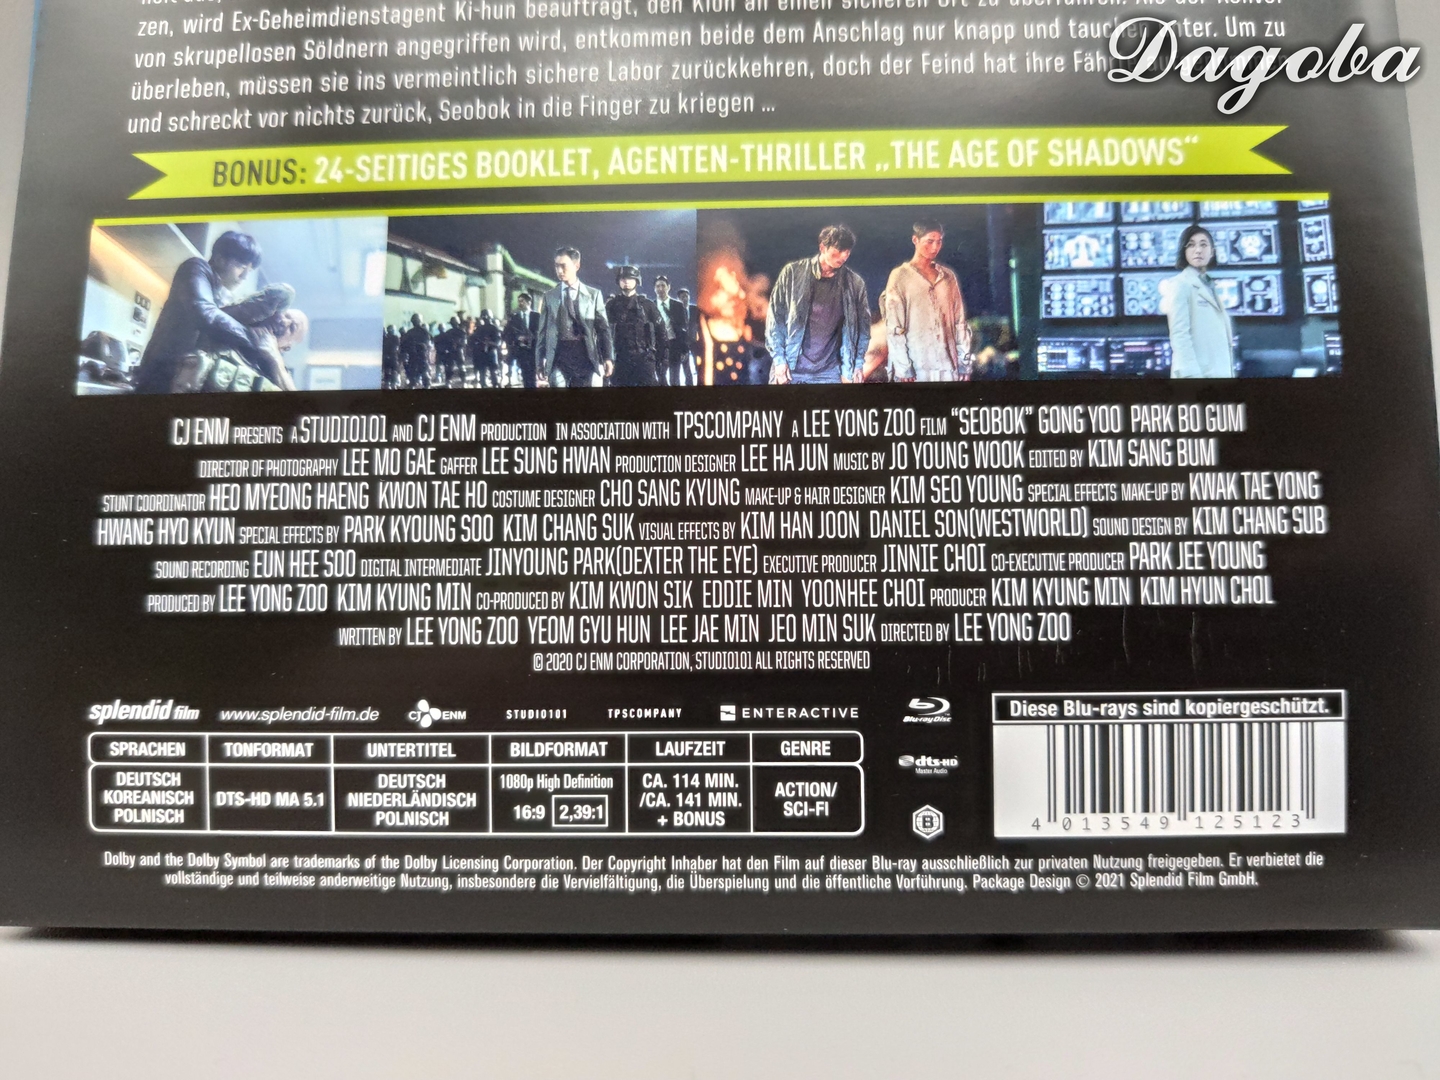 Dagoba
zen, wird Ex-Geheimdienstagent Ki-hun beauftragt, den Klon an einen sicheren Ort zu überführen. Als der Konvoi
von skrupellosen Söldnern angegriffen wird, entkommen beide dem Anschlag nur knapp und tauchen unter. Um zu
überleben, müssen sie ins vermeintlich sichere Labor zurückkehren, doch der Feind hat ihre
und schreckt vor nichts zurück, Seobok in die Finger zu kriegen ...
BONUS: 24-SEITIGES BOOKLET, AGENTEN-THRILLER „THE AGE OF SHADOWS“
CJ ENM PRESENTS A STUDIO101 AND CJ ENM PRODUCTION IN ASSOCIATION WITH TPSCOMPANY A LEE YONG ZOO FILM “SEOBOK” GONG YOO PARK BO GUM
DIRECTOR OF PHOTOGRAPHY LEE MO GAE GAFFER LEE SUNG HWAN PRODUCTION DESIGNER LEE HA JUN MUSIC BY JO YOUNG WOOK EDITED BY KIM SANG BUM
STUNT COORDINATOR HEO MYEONG HAENG KWON TAE HO COSTUME DESIGNER CHO SANG KYUNG MAKE-UP & HAIR DESIGNER KIM SEO YOUNG SPECIAL EFFECTS MAKE-UP BY KWAK TAE YONG
HWANG HYO KYUN SPECIAL EFFECTS BY PARK KYOUNG SOO KIM CHANG SUK VISUAL EFFECTS BY KIM HAN JOON DANIEL SON(WESTWORLD) SOUND DESIGN BY KIM CHANG SUB
SOUND RECORDING EUN HEE SOO DIGITAL INTERMEDIATE JINYOUNG PARK(DEXTER THE EYE) EXECUTIVE PRODUCER JINNIE CHOI CO-EXECUTIVE PRODUCER PARK JEE YOUNG
PRODUCED BY LEE YONG ZOO KIM KYUNG MIN CO-PRODUCED BY KIM KWON SIK EDDIE MIN YOONHEE CHOI PRODUCER KIM KYUNG MIN KIM HYUN CHOL
WRITTEN BY LEE YONG ZOO YEOM GYU HUN LEE JAE MIN JEO MIN SUK DIRECTED BY LEE YONG ZOO
© 2020 CJ ENM CORPORATION, STUDIO101 ALL RIGHTS RESERVED
splendid film www.splendid-film.de CJ ENM STUDIO101 TPSCOMPANY ENTERACTIVE
Blu-ray Disc
Diese Blu-rays sind kopiergeschützt.
SPRACHEN TONFORMAT UNTERTITEL BILDFORMAT LAUFZEIT GENRE
DEUTSCH
KOREANISCH
POLNISCH
DTS-HD MA 5.1
DEUTSCH
NIEDERLÄNDISCH
POLNISCH
1080p High Definition
16:9 2,39:1
CA. 114 MIN.
/CA. 141 MIN.
+ BONUS
ACTION/
SCI-FI
dts-HD
Master Audio
B
4 013549 125123
Dolby and the Dolby Symbol are trademarks of the Dolby Licensing Corporation. Der Copyright Inhaber hat den Film auf dieser Blu-ray ausschließlich zur privaten Nutzung freigegeben. Er verbietet die
vollständige und teilweise anderweitige Nutzung, insbesondere die Vervielfältigung, die Überspielung und die öffentliche Vorführung. Package Design © 2021 Splendid Film GmbH.